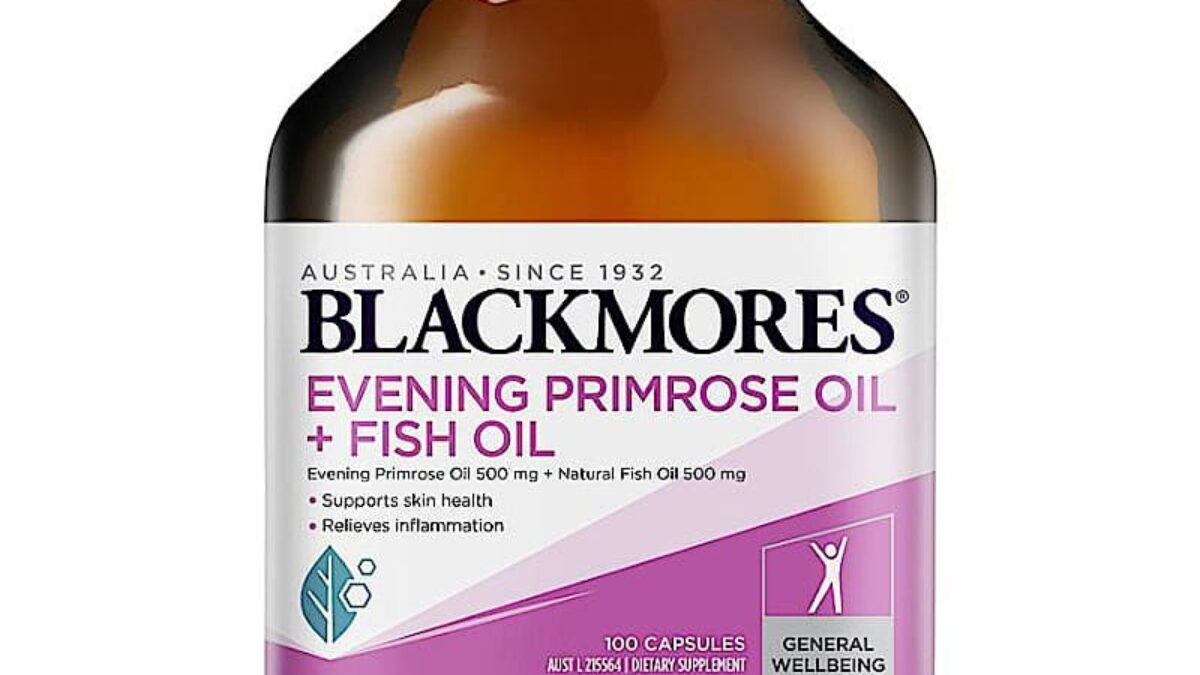 AUSTRALIA • SINCE 1932
BLACKMORES®
EVENING PRIMROSE OIL
+ FISH OIL
Evening Primrose Oil 500 mg + Natural Fish Oil 500 mg
• Supports skin health
• Relieves inflammation
100 CAPSULES
AUST L 215564 | DIETARY SUPPLEMENT
GENERAL
WELLBEING